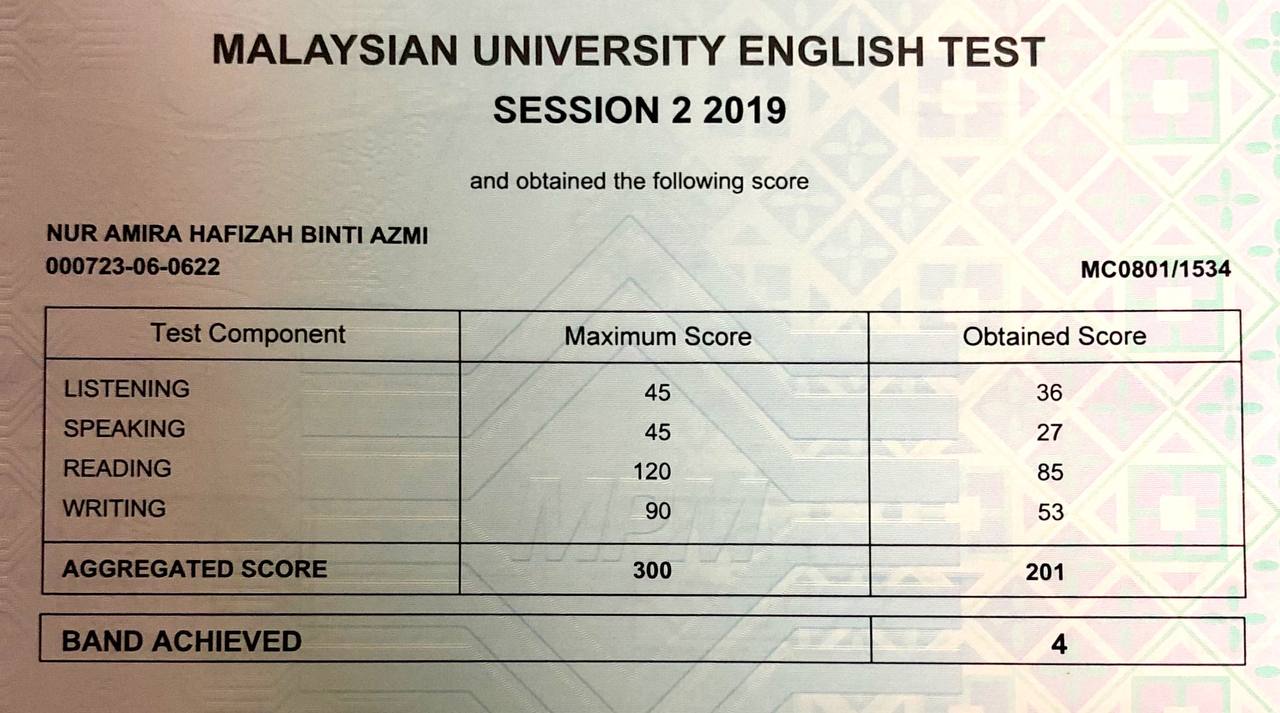 MALAYSIAN UNIVERSITY ENGLISH TEST
SESSION 2 2019
and obtained the following score
NUR AMIRA HAFIZAH BINTI AZMI
000723-06-0622 MC0801/1534
Test Component Maximum Score Obtained Score
LISTENING 45 36
SPEAKING 45 27
READING 120 85
WRITING 90 53
MPM
AGGREGATED SCORE 300 201
BAND ACHIEVED 4